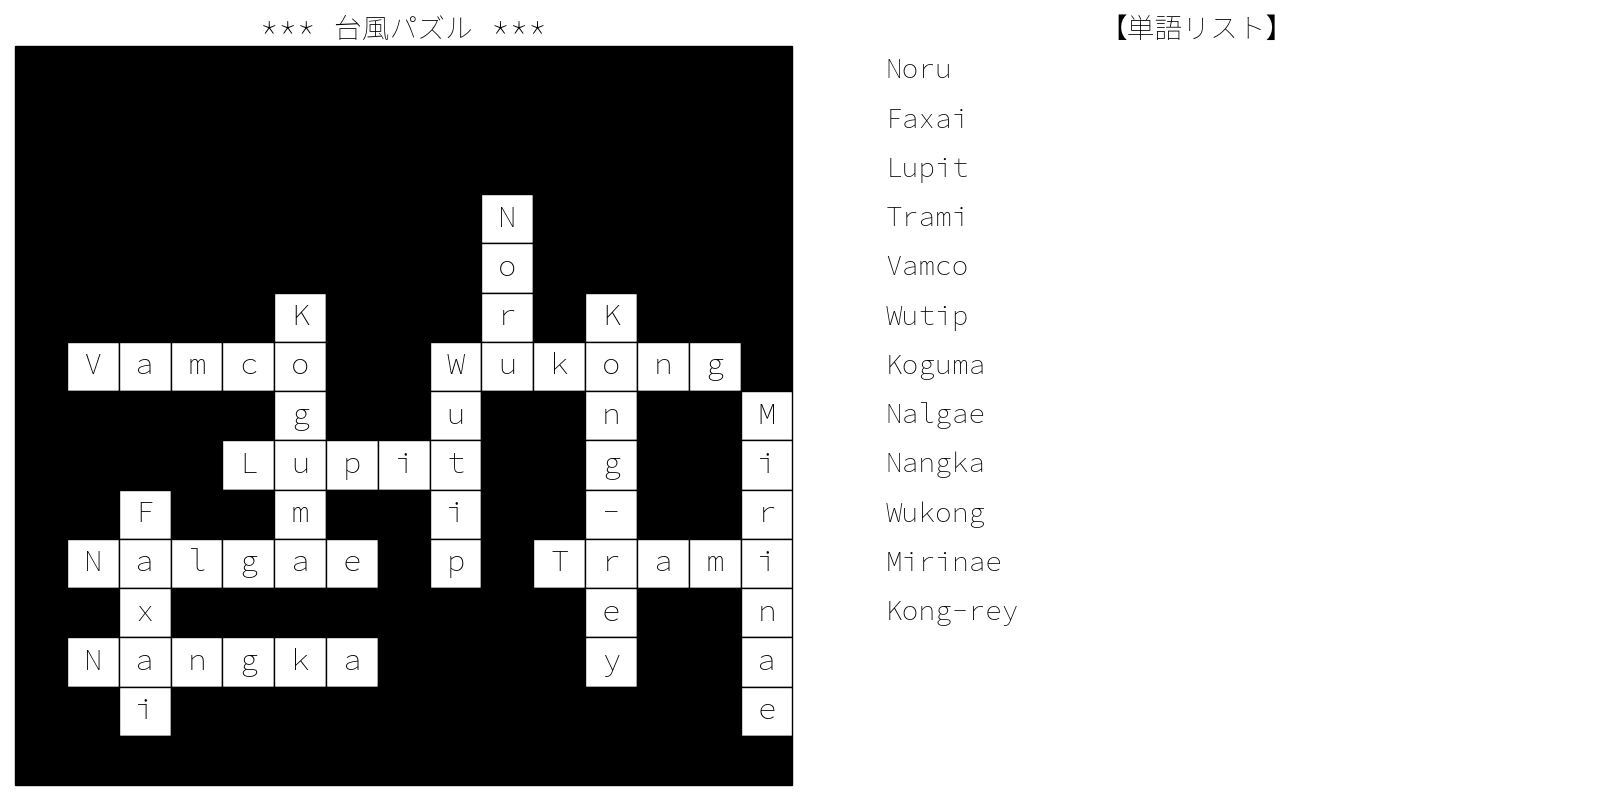 *** 台風パズル ***
N
o
K r K
V a m c o W u k o n g
g u n M
L u p i t g i
F m i - r
N a l g a e p T r a m i
x e n
N a n g k a y a
i e
【単語リスト】
Noru
Faxai
Lupit
Trami
Vamco
Wutip
Koguma
Nalgae
Nangka
Wukong
Mirinae
Kong-rey